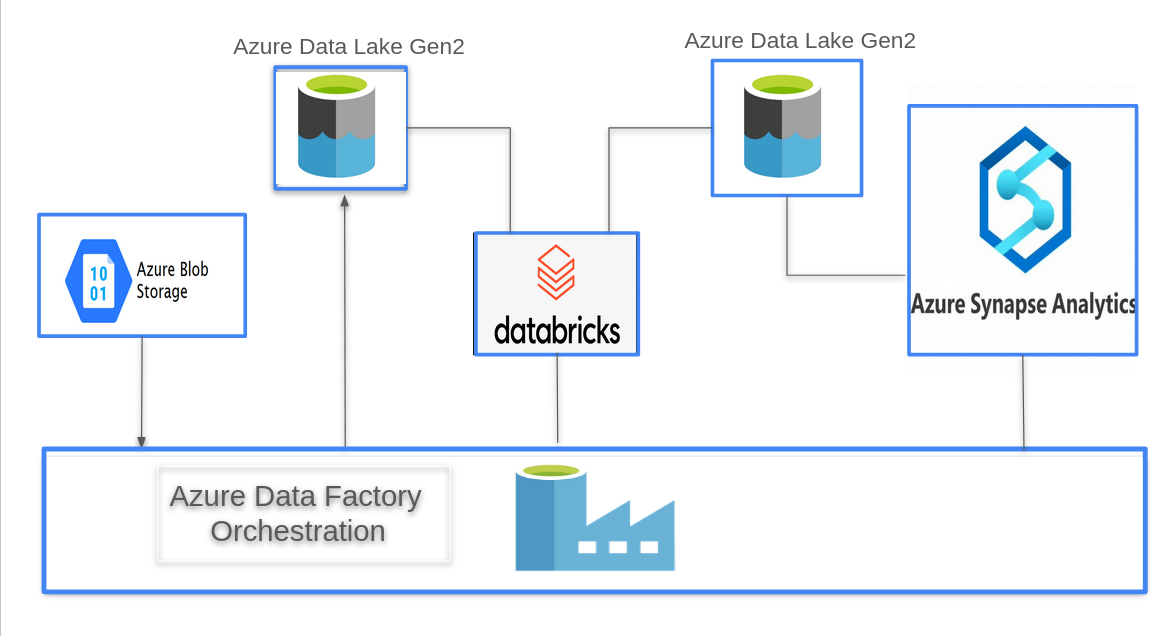 Azure Data Lake Gen2
Azure Data Lake Gen2
10
01
Azure Blob
Storage
databricks
Azure Synapse Analytics
Azure Data Factory
Orchestration